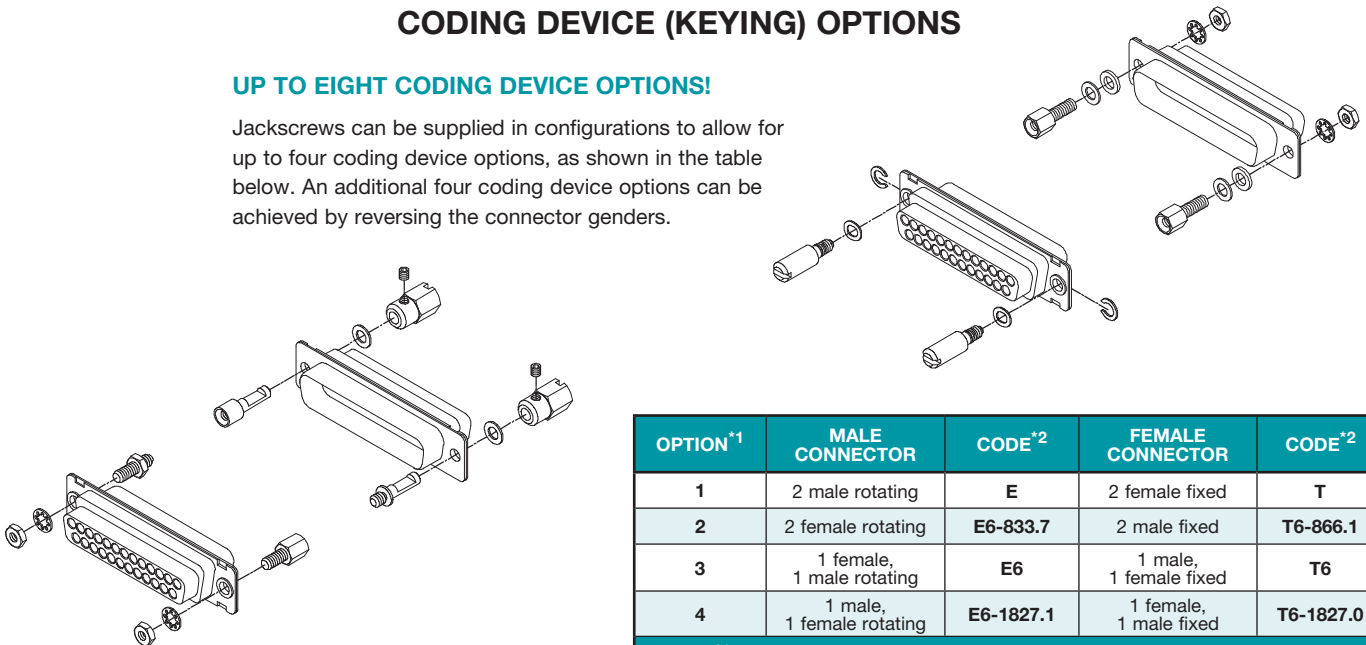 CODING DEVICE (KEYING) OPTIONS
UP TO EIGHT CODING DEVICE OPTIONS!
Jackscrews can be supplied in configurations to allow for
up to four coding device options, as shown in the table
below. An additional four coding device options can be
achieved by reversing the connector genders.
OPTION*1 MALE CONNECTOR CODE*2 FEMALE CONNECTOR CODE*2
1 2 male rotating E 2 female fixed T
2 2 female rotating E6-833.7 2 male fixed T6-866.1
3 1 female, 1 male rotating E6 1 male, 1 female fixed T6
4 1 male, 1 female rotating E6-1827.1 1 female, 1 male fixed T6-1827.0